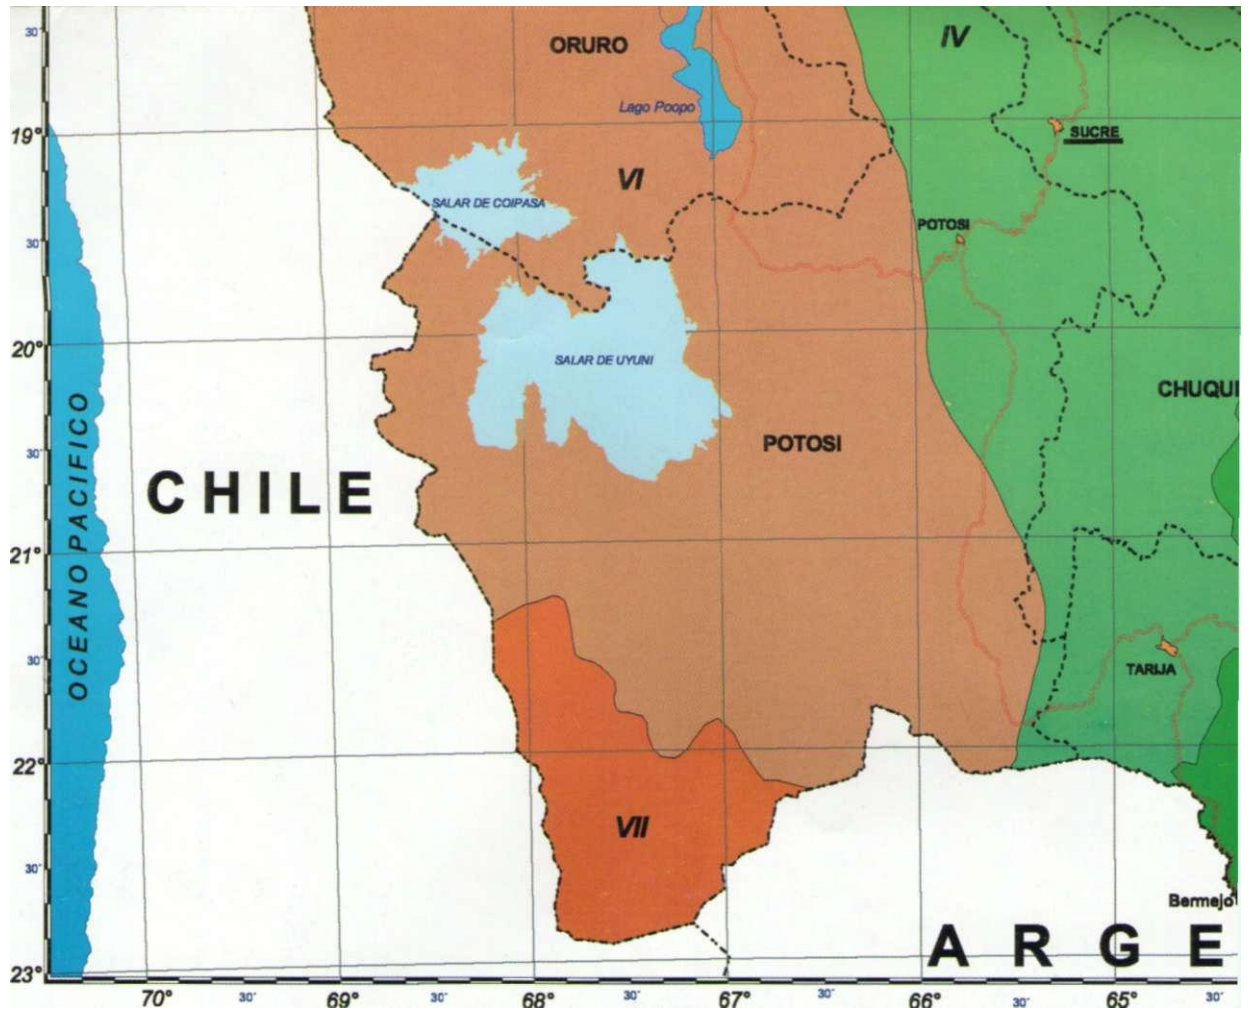 30´
ORURO
IV
Lago Poopo
19°
SUCRE
VI
SALAR DE COIPASA
POTOSI
30´
20°
SALAR DE UYUNI
CHUQUI
OCEANO PACIFICO
POTOSI
30´
CHILE
21°
30´
TARIJA
22°
VII
30´
Bermejo
ARGE
23°
70° 30´ 69° 30´ 68° 30´ 67° 30´ 66° 30´ 65° 30´